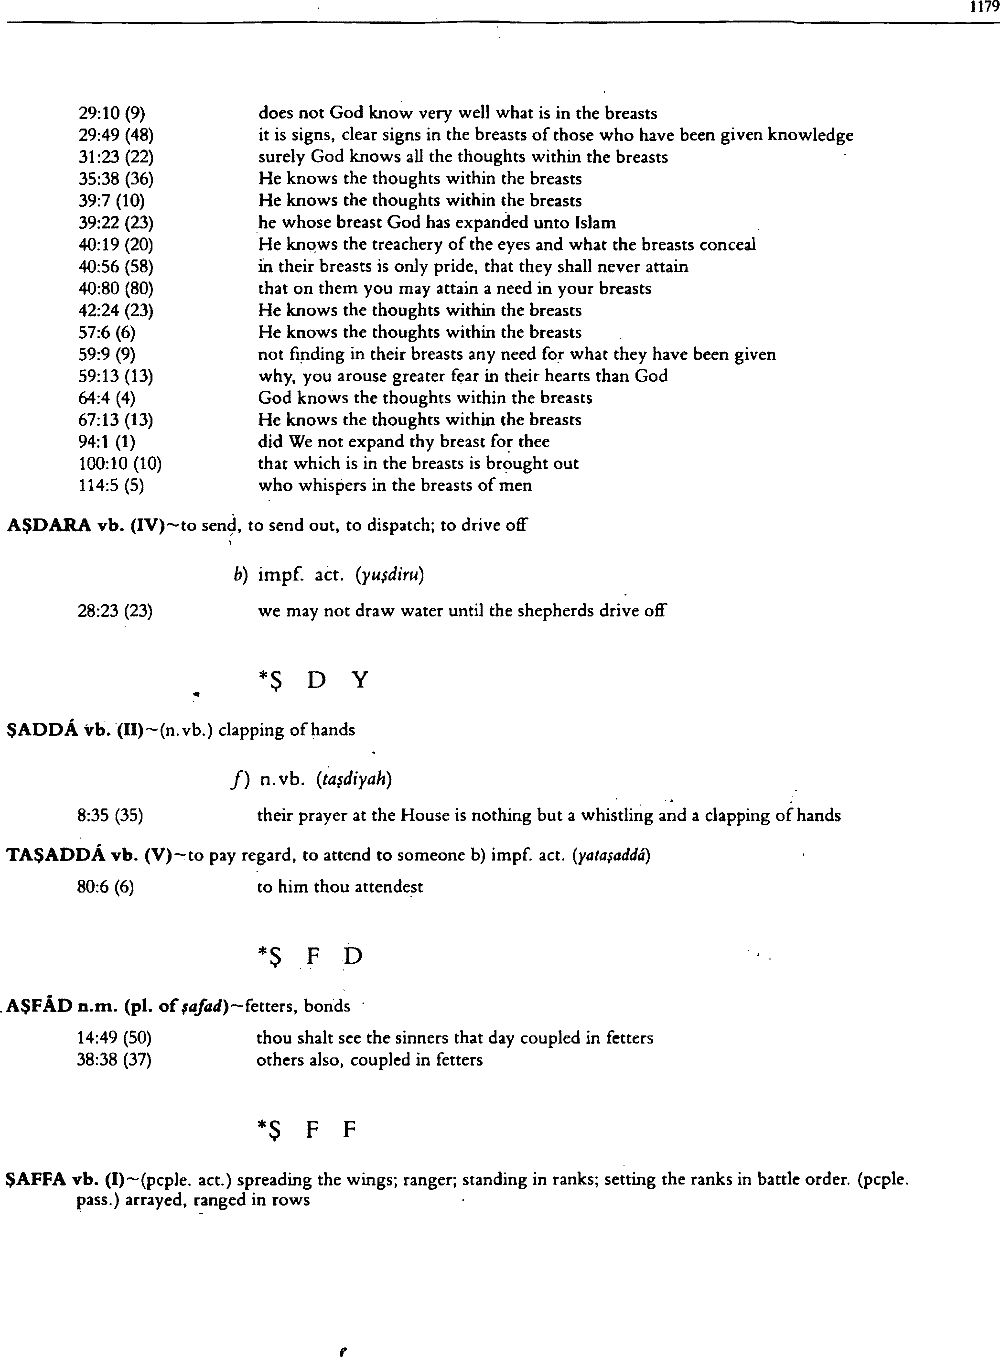 1179
29:10 (9) does not God know very well what is in the breasts
29:49 (48) it is signs, clear signs in the breasts of those who have been given knowledge
31:23 (22) surely God knows all the thoughts within the breasts
35:38 (36) He knows the thoughts within the breasts
39:7 (10) He knows the thoughts within the breasts
39:22 (23) he whose breast God has expanded unto Islam
40:19 (20) He knows the treachery of the eyes and what the breasts conceal
40:56 (58) in their breasts is only pride, that they shall never attain
40:80 (80) that on them you may attain a need in your breasts
42:24 (23) He knows the thoughts within the breasts
57:6 (6) He knows the thoughts within the breasts
59:9 (9) not finding in their breasts any need for what they have been given
59:13 (13) why, you arouse greater fear in their hearts than God
64:4 (4) God knows the thoughts within the breasts
67:13 (13) He knows the thoughts within the breasts
94:1 (1) did We not expand thy breast for thee
100:10 (10) that which is in the breasts is brought out
114:5 (5) who whispers in the breasts of men
AṢDARA vb. (IV)~to send, to send out, to dispatch; to drive off
b) impf. act. (yuṣdiru)
28:23 (23) we may not draw water until the shepherds drive off
*Ṣ D Y
ṢADDÁ vb. (II)~(n.vb.) clapping of hands
f) n.vb. (taṣdiyah)
8:35 (35) their prayer at the House is nothing but a whistling and a clapping of hands
TAṢADDÁ vb. (V)~to pay regard, to attend to someone b) impf. act. (yataṣaddá)
80:6 (6) to him thou attendest
*Ṣ F D
AṢFĀD n.m. (pl. of ṣafad)~fetters, bonds
14:49 (50) thou shalt see the sinners that day coupled in fetters
38:38 (37) others also, coupled in fetters
*Ṣ F F
ṢAFFA vb. (I)~(pcple. act.) spreading the wings; ranger; standing in ranks; setting the ranks in battle order. (pcple.
pass.) arrayed, ranged in rows